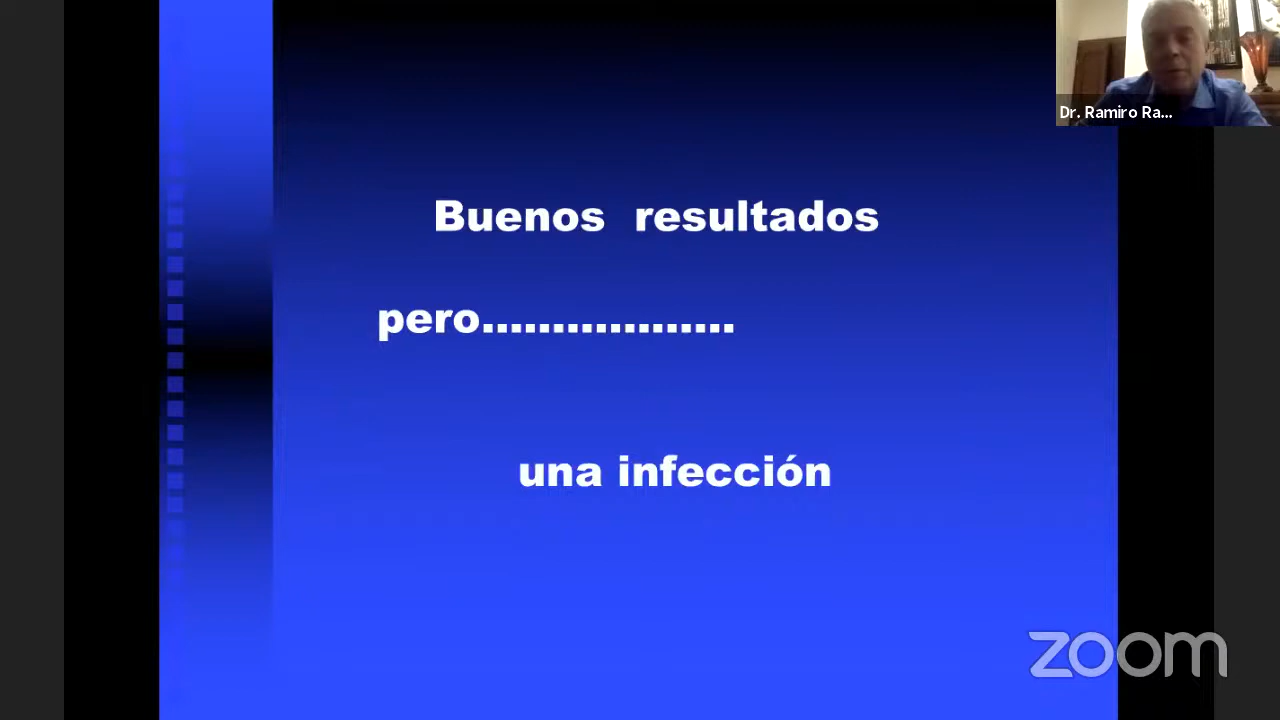 Dr. Ramiro Ra...
Buenos resultados
pero..................
una infección
zoom